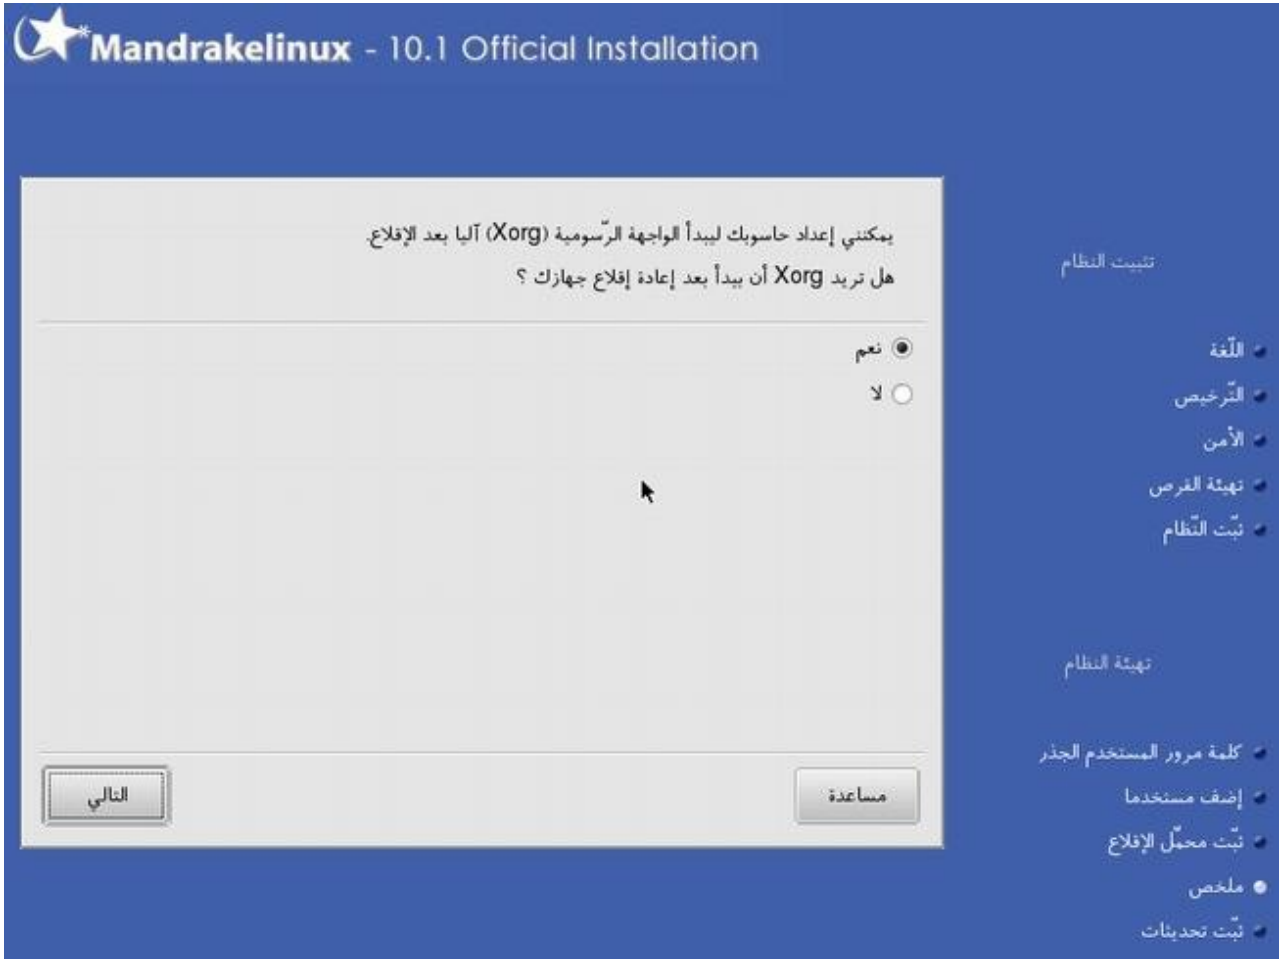 Mandrakelinux - 10.1 Official Installation
يمكنني إعداد حاسوبك ليبدأ الواجهة الرّسومية (Xorg) آليا بعد الإقلاع.
هل تريد Xorg أن يبدأ بعد إعادة إقلاع جهازك ؟
نعم
لا
مساعدة
التالي
تثبيت النظام
اللّغة
التّرخيص
الأمن
تهيئة القرص
ثبّت النّظام
تهيئة النظام
كلمة مرور المستخدم الجذر
إضف مستخدما
ثبّت محمّل الإقلاع
ملخص
ثبّت تحديثات